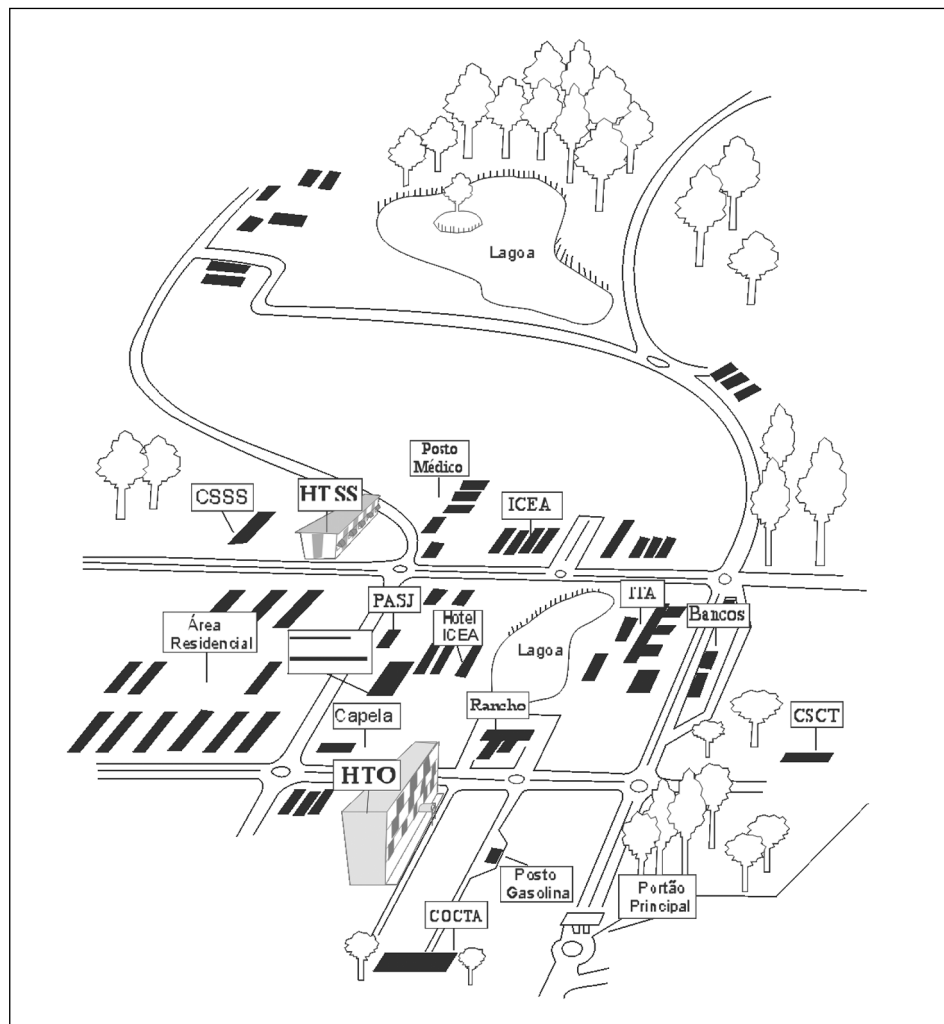 Lagoa
Posto
Médico
HTSS
CSSS
ICEA
PASJ
ITA
Bancos
Hotel
ICEA
Área
Residencial
Lagoa
Rancho
Capela
CSCT
HTO
Posto
Gasolina
Portão
Principal
COCTA